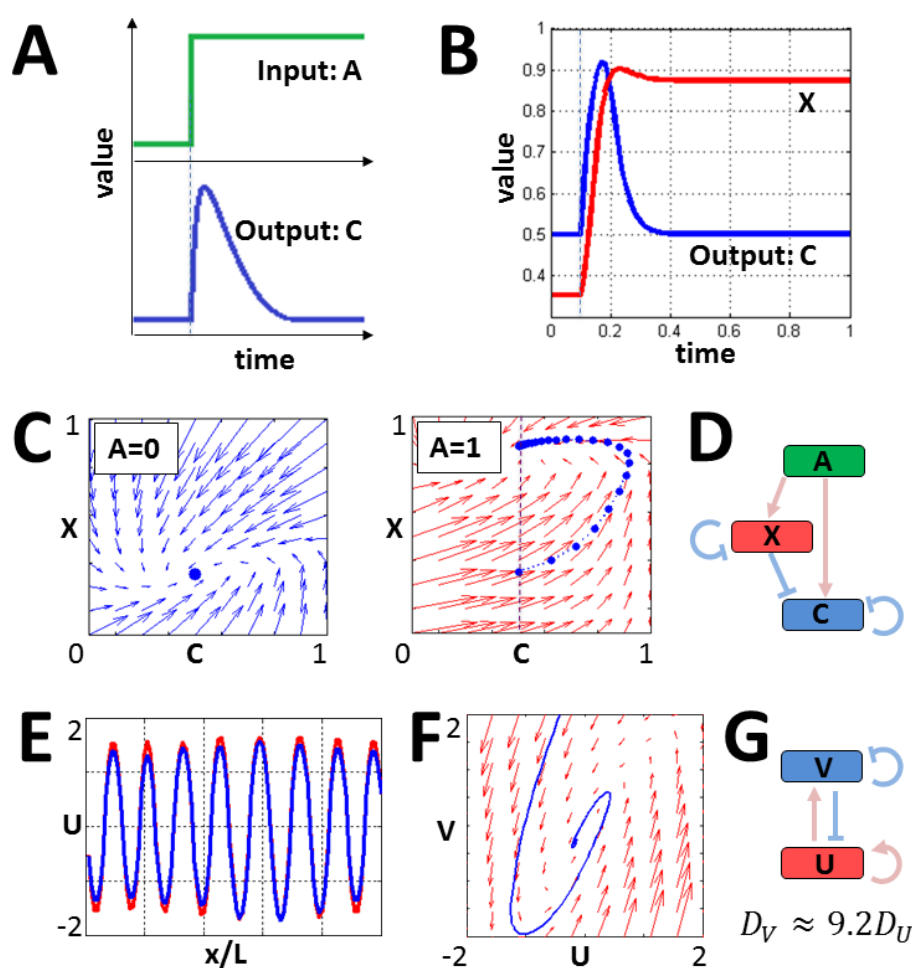 A
value
Input: A
Output: C
time
B
value
1
0.9
0.8
0.7
0.6
0.5
0.4
X
Output: C
0
0.2
0.4
0.6
0.8
1
time
C
1
A=0
X
0
C
1
1
A=1
X
0
C
1
D
A
X
C
E
2
U
-2
x/L
F
2
V
-2
U
2
G
V
U
D_V ≈ 9.2D_U